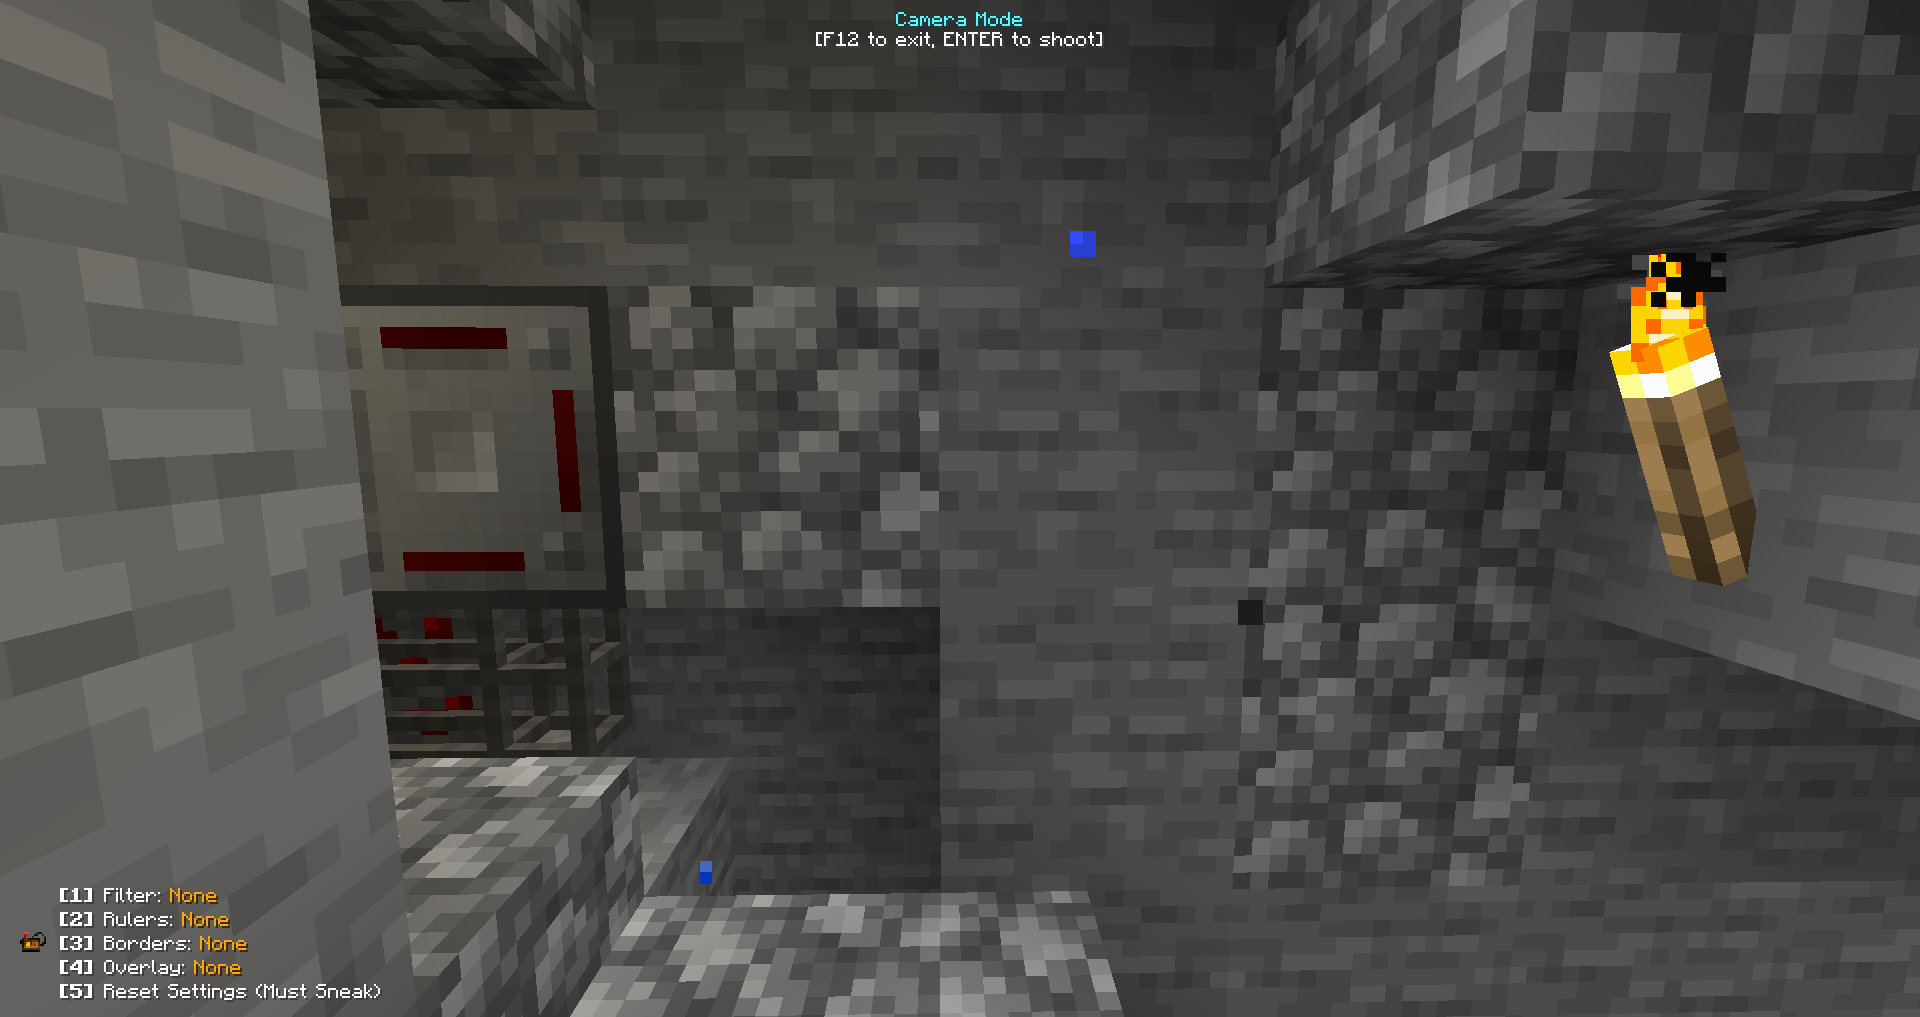 Camera Mode
[F12 to exit, ENTER to shoot]
[1] Filter: None
[2] Rulers: None
[3] Borders: None
[4] Overlay: None
[5] Reset Settings (Must Sneak)